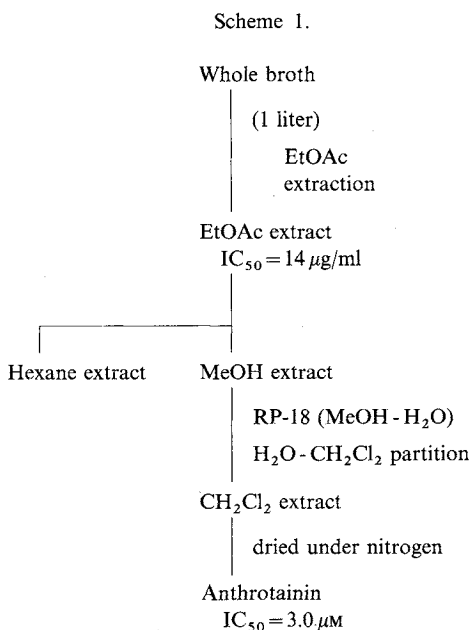 Scheme 1.
Whole broth
(1 liter)
EtOAc
extraction
EtOAc extract
IC₅₀ = 14 μg/ml
Hexane extract MeOH extract
RP-18 (MeOH - H₂O)
H₂O - CH₂Cl₂ partition
CH₂Cl₂ extract
dried under nitrogen
Anthrotainin
IC₅₀ = 3.0 μM